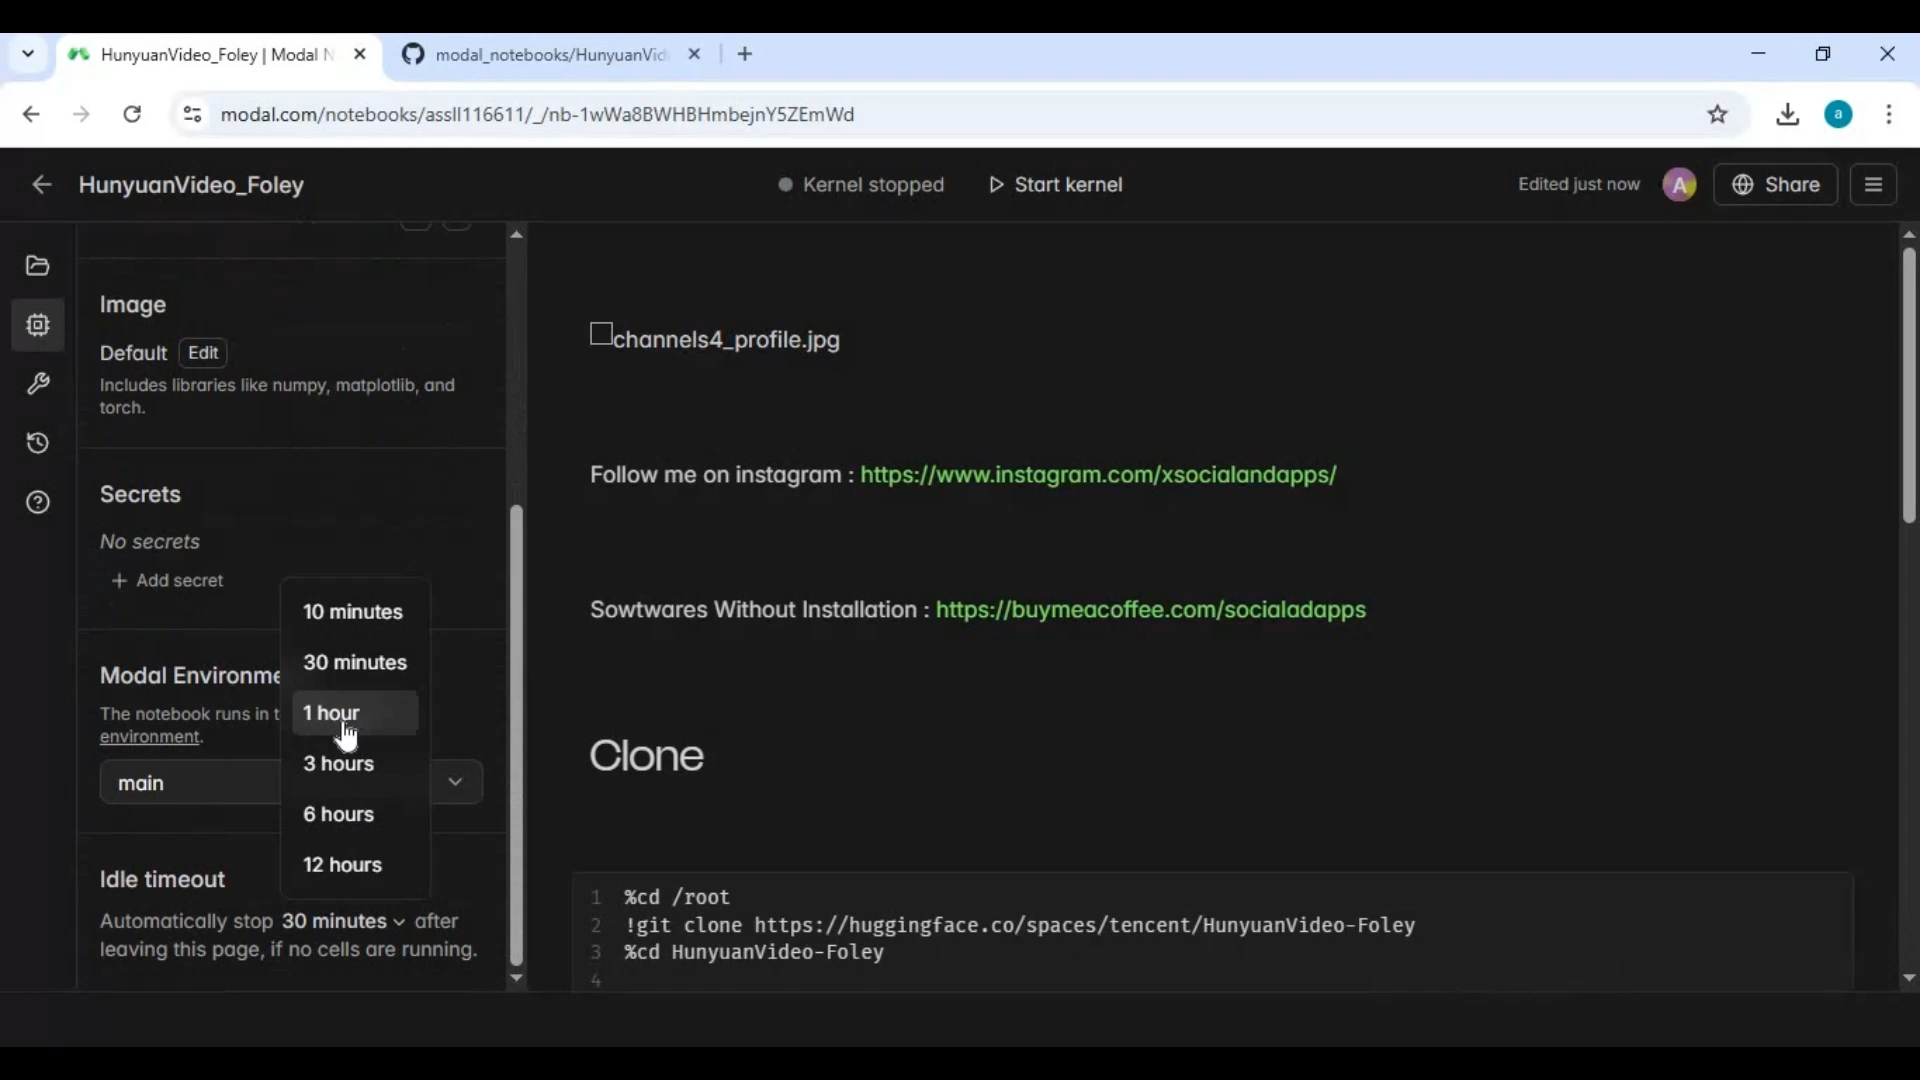 HunyuanVideo_Foley | Modal N
modal_notebooks/HunyuanVid
modal.com/notebooks/assll116611/_/nb-1wWa8BWHBHmbejnY5ZEmWd
a
HunyuanVideo_Foley
Kernel stopped
Start kernel
Edited just now
A
Share
Image
Default
Edit
Includes libraries like numpy, matplotlib, and
torch.
Secrets
No secrets
+ Add secret
10 minutes
30 minutes
1 hour
3 hours
6 hours
12 hours
Modal Environme
The notebook runs in t
environment.
main
Idle timeout
Automatically stop 30 minutes after
leaving this page, if no cells are running.
channels4_profile.jpg
Follow me on instagram : https://www.instagram.com/xsocialandapps/
Sowtwares Without Installation : https://buymeacoffee.com/socialadapps
Clone
1 %cd /root
2 !git clone https://huggingface.co/spaces/tencent/HunyuanVideo-Foley
3 %cd HunyuanVideo-Foley
4